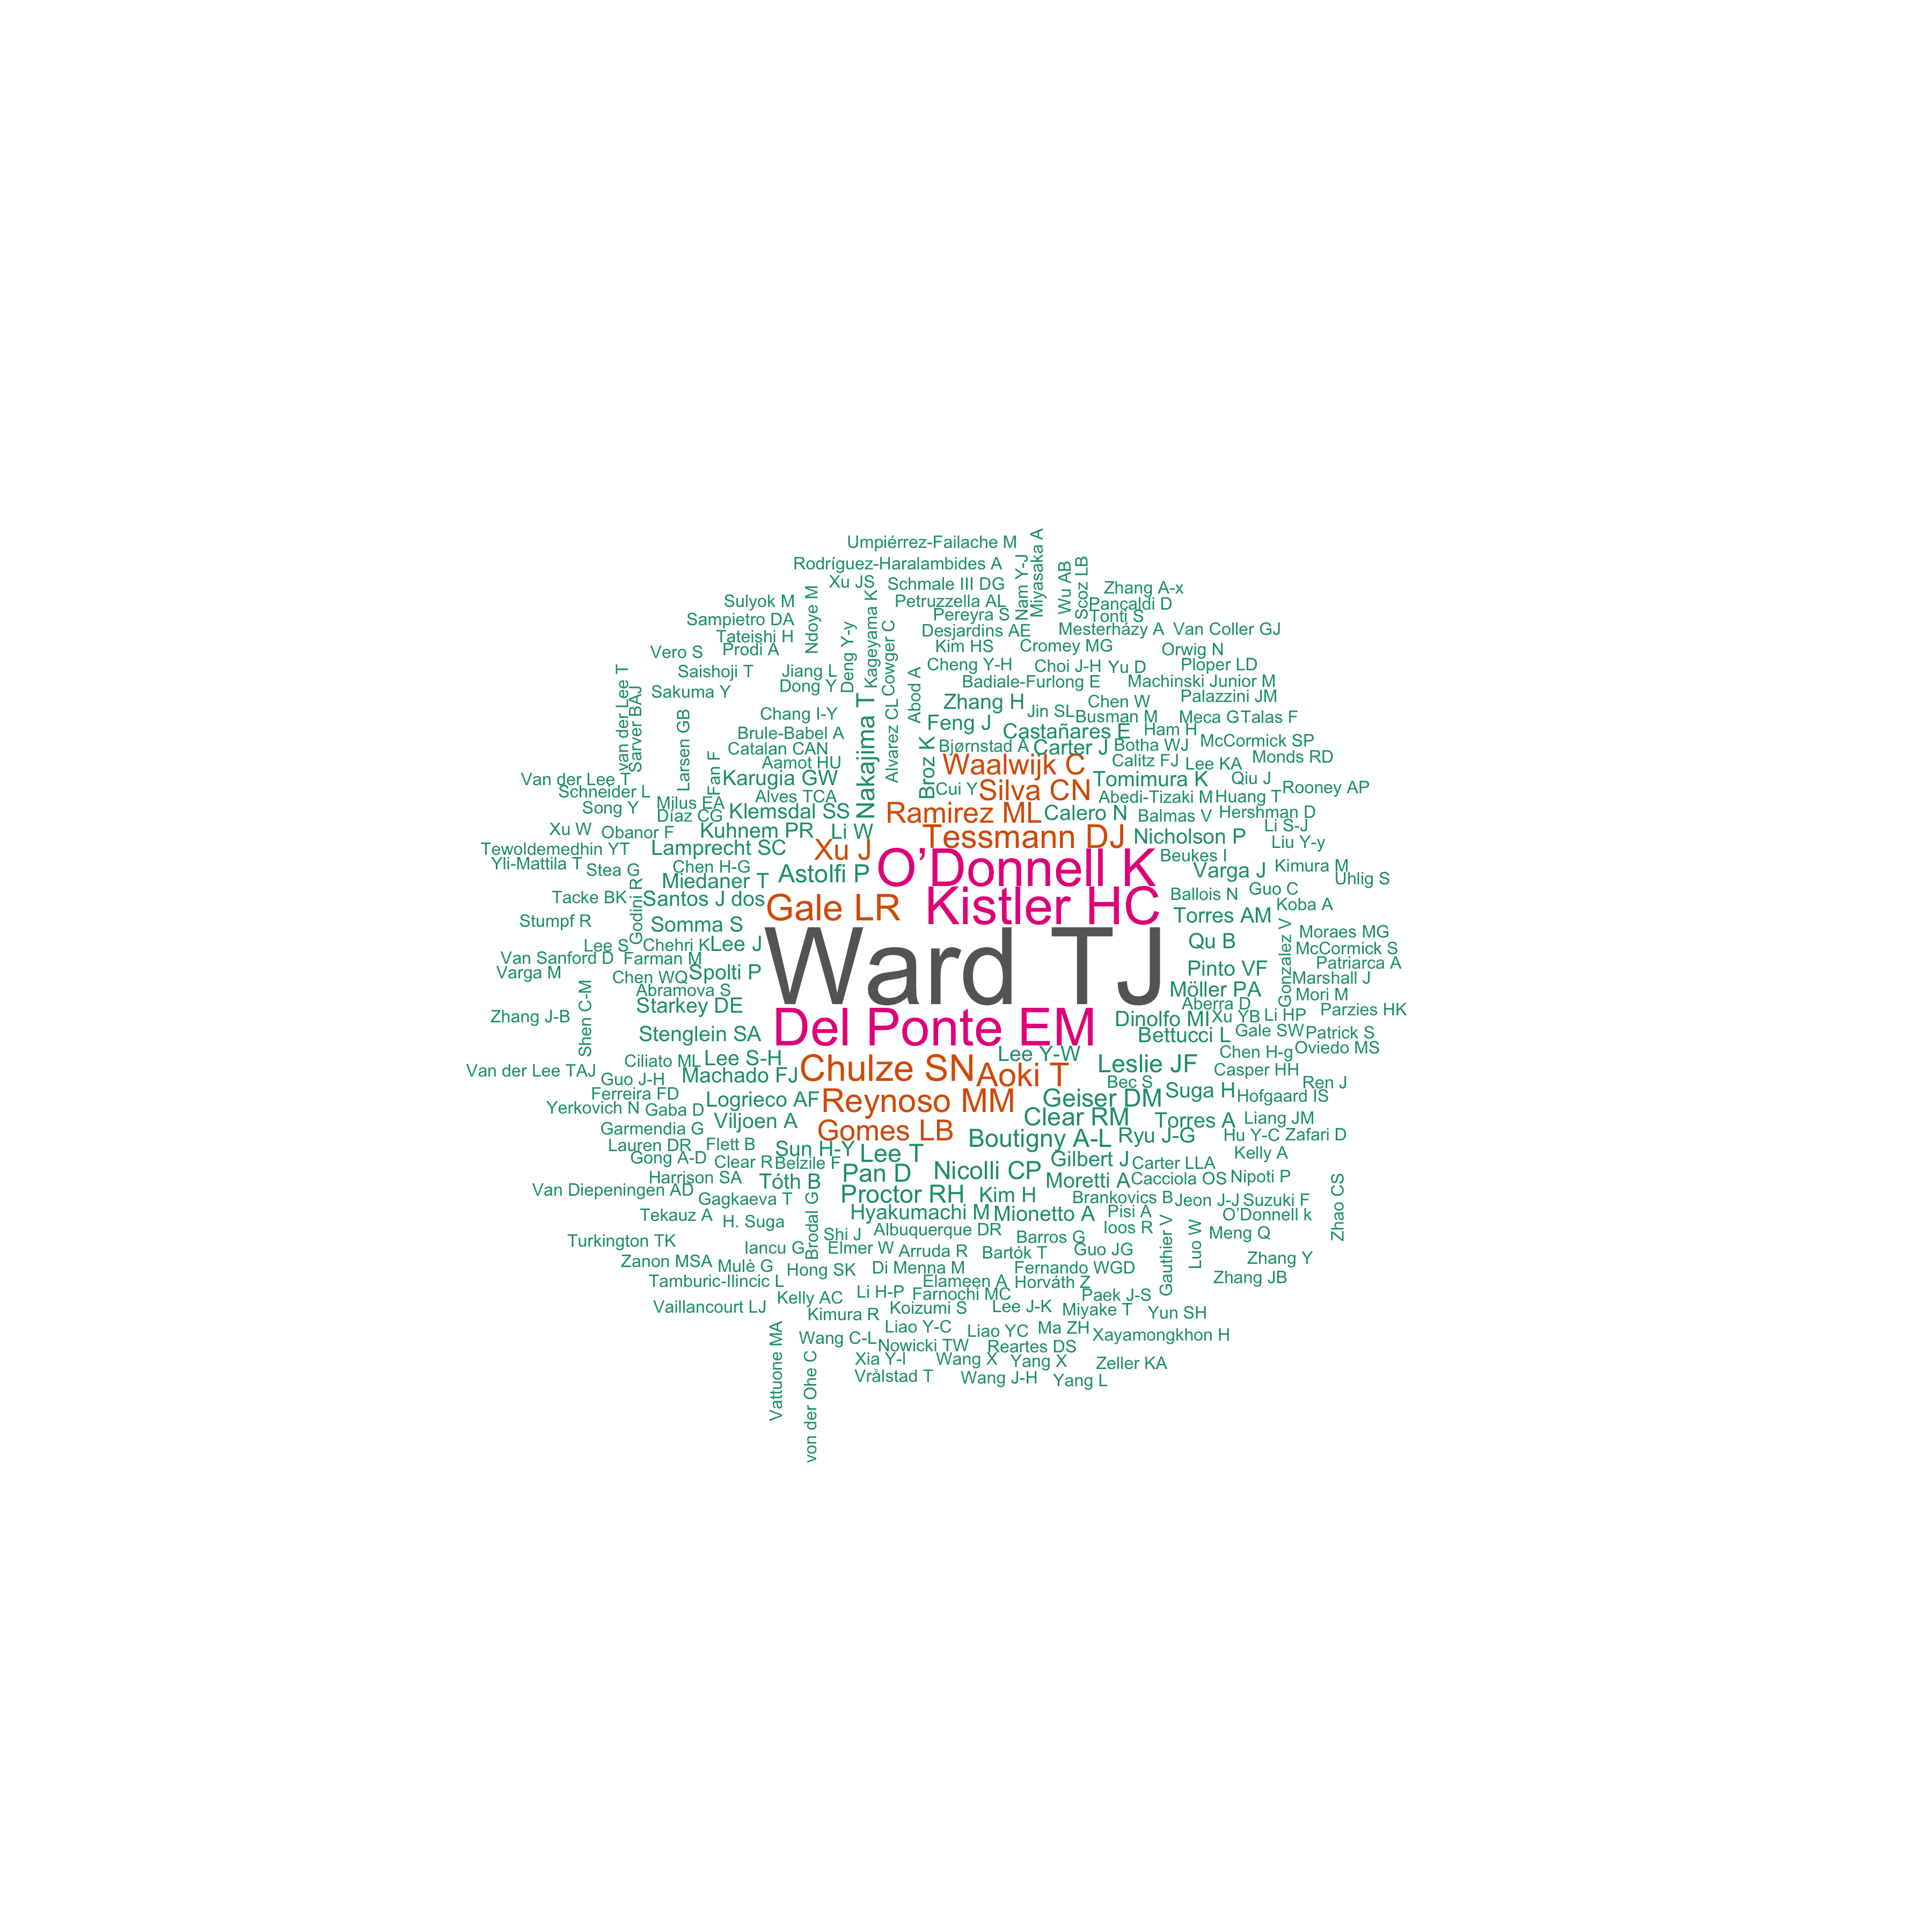 Umpiérrez-Failache M
Miyasaka A
Rodríguez-Haralambides A
Nam Y-J
Wu AB
Scoz LB
Xu JS
Schmale III DG
Zhang A-x
Ndoye M
Kageyama K
Sulyok M
Petruzzella AL
Pancaldi D
Sampietro DA
Pereyra S
Tonti S
Deng Y-y
Cowger C
Tateishi H
Desjardins AE
Mesterházy A
Van Coller GJ
Vero S
Prodi A
Kim HS
Cromey MG
Orwig N
Saishoji T
Jiang L
Cheng Y-H
Choi J-H
Yu D
Ploper LD
van der Lee T
Sarver BAJ
Sakuma Y
Dong Y
Abod A
Badiale-Furlong E
Machinski Junior M
Larsen GB
Chang I-Y
Nakajima T
Alvarez CL
Zhang H
Jin SL
Chen W
Palazzini JM
Brule-Babel A
Feng J
Castañares E
Busman M
Meca G
Talas F
Catalan CAN
Broz K
Bjørnstad A
Carter J
Ham H
Botha WJ
McCormick SP
Fan F
Aamot HU
Waalwijk C
Calitz FJ
Lee KA
Monds RD
Van der Lee T
Karugia GW
Tomimura K
Qiu J
Schneider L
Cui Y
Silva CN
Rooney AP
Song Y
Milus EA
Alves TCA
Abedi-Tizaki M
Huang T
Díaz CG
Klemsdal SS
Ramirez ML
Calero N
Balmas V
Hershman D
Xu W
Obanor F
Kuhnem PR
Li W
Tessmann DJ
Nicholson P
Li S-J
Tewoldemedhin YT
Lamprecht SC
Xu J
Beukes I
Liu Y-y
Yli-Mattila T
Stea G
Chen H-G
Astolfi P
O’Donnell K
Varga J
Kimura M
Godini R
Miedaner T
Uhlig S
Tacke BK
Santos J dos
Gale LR
Kistler HC
Ballois N
Guo C
Koba A
Stumpf R
Somma S
Torres AM
Gonzalez V
Moraes MG
Lee S
Chehri K
Lee J
Ward TJ
Qu B
McCormick S
Van Sanford D
Farman M
Patriarca A
Varga M
Chen WQ
Spolti P
Pinto VF
Marshall J
Shen C-M
Abramova S
Möller PA
Mori M
Zhang J-B
Starkey DE
Aberra D
Parzies HK
Del Ponte EM
Dinolfo MI
Xu YB
Li HP
Stenglein SA
Bettucci L
Gale SW
Patrick S
Ciliato ML
Lee S-H
Lee Y-W
Chen H-g
Oviedo MS
Van der Lee TAJ
Guo J-H
Machado FJ
Chulze SN
Aoki T
Leslie JF
Casper HH
Ferreira FD
Bec S
Suga H
Ren J
Yerkovich N
Gaba D
Logrieco AF
Reynoso MM
Geiser DM
Hofgaard IS
Garmendia G
Viljoen A
Gomes LB
Clear RM
Torres A
Liang JM
Lauren DR
Flett B
Sun H-Y
Boutigny A-L
Ryu J-G
Hu Y-C
Zafari D
Gong A-D
Clear R
Belzile F
Lee T
Gilbert J
Carter LLA
Kelly A
Harrison SA
Tóth B
Pan D
Nicolli CP
Moretti A
Cacciola OS
Nipoti P
Van Diepeningen AD
Gagkaeva T
Proctor RH
Kim H
Brankovics B
Jeon J-J
Suzuki F
Zhao CS
Tekauz A
H. Suga
Brodal G
Hyakumachi M
Mionetto A
Pisi A
O’Donnell k
Shi J
Albuquerque DR
Ioos R
Gauthier V
Luo W
Meng Q
Turkington TK
Iancu G
Elmer W
Arruda R
Barros G
Bartók T
Guo JG
Zhang Y
Zanon MSA
Mulè G
Hong SK
Di Menna M
Fernando WGD
Zhang JB
Tamburic-Ilincic L
Elameen A
Horváth Z
Vaillancourt LJ
Kelly AC
Li H-P
Farnochi MC
Paek J-S
Kimura R
Koizumi S
Lee J-K
Miyake T
Yun SH
Vattuone MA
Wang C-L
Liao Y-C
Liao YC
Ma ZH
Xayamongkhon H
Nowicki TW
Reartes DS
von der Ohe C
Xia Y-l
Wang X
Yang X
Zeller KA
Vrålstad T
Wang J-H
Yang L